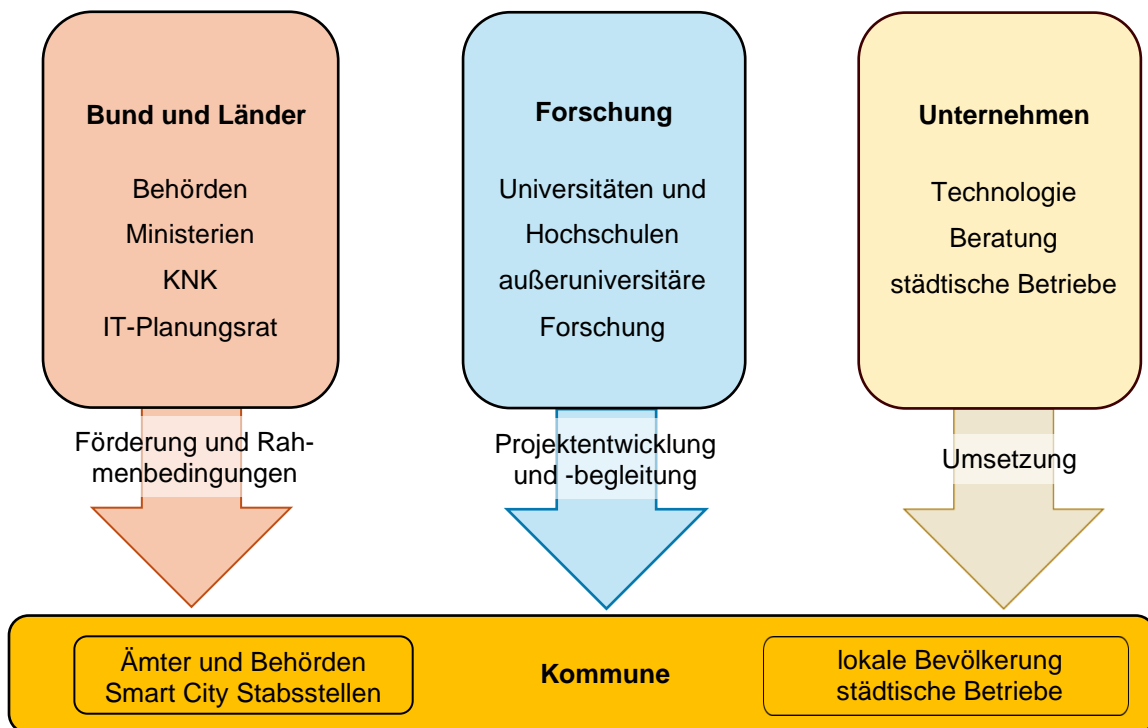 Bund und Länder
Behörden
Ministerien
KNK
IT-Planungsrat
Forschung
Universitäten und
Hochschulen
außeruniversitäre
Forschung
Unternehmen
Technologie
Beratung
städtische Betriebe
Förderung und Rah-
menbedingungen
Projektentwicklung
und -begleitung
Umsetzung
Ämter und Behörden
Smart City Stabsstellen
Kommune
lokale Bevölkerung
städtische Betriebe